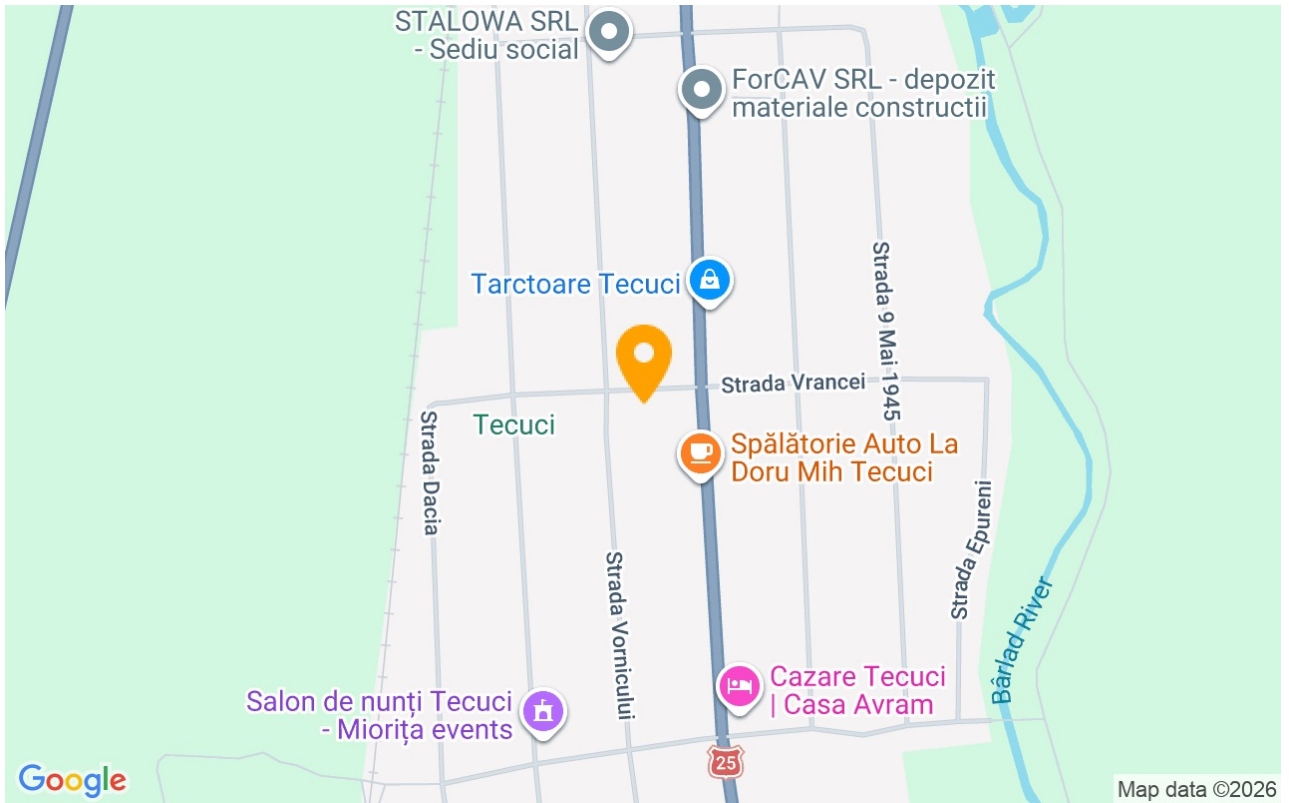 STALOWA SRL
- Sediu social
ForCAV SRL - depozit
materiale constructii
Tarctoare Tecuci
Strada 9 Mai 1945
Strada Vrancei
Tecuci
Strada Dacia
Spălătorie Auto La
Doru Mih Tecuci
Strada Epureni
Strada Vornicului
Bârlad River
Cazare Tecuci
| Casa Avram
Salon de nunți Tecuci
- Miorița events
25
Google
Map data ©2026